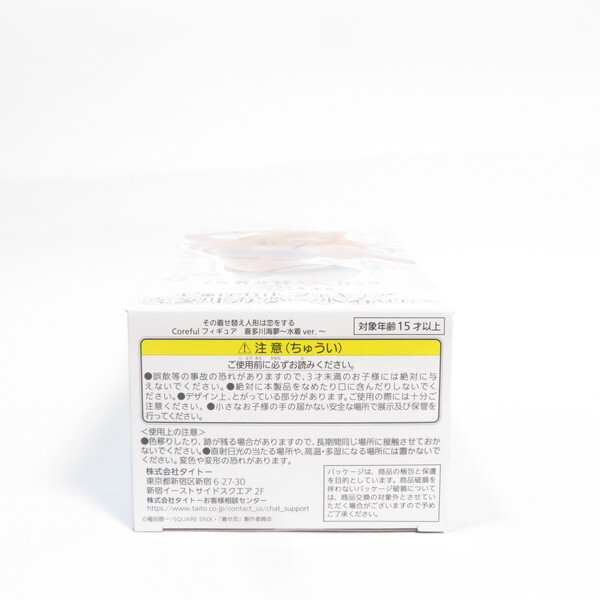 その着せ替え人形は恋をする
Coreful フィギュア 喜多川海夢～水着 ver.～
対象年齢 15 才以上
⚠ 注意(ちゅうい)
ご使用前に必ずお読みください。
●誤飲等の事故の恐れがありますので、3才未満のお子様には絶対に与
えないでください。●絶対に本製品をなめたり口に含んだりしないでく
ださい。●デザイン上、とがっている部分があります。ご使用の際には十分ご
注意ください。●小さなお子様の手の届かない安全な場所で展示及び保管を
行ってください。
<使用上の注意>
●色移りしたり、跡が残る場合がありますので、長期間同じ場所に接触させておか
ないでください。●直射日光の当たる場所や、高温・多湿になる場所には置かないで
ください。変色や変形の恐れがあります。
株式会社タイトー
東京都新宿区新宿 6-27-30
新宿イーストサイドスクエア 2F
株式会社タイトーお客様相談センター
https://www.taito.co.jp/contact_us/chat_support
©福田晋一/SQUARE ENIX・「着せ恋」製作委員会
パッケージは、商品の梱包と保護
を目的としています。商品破損を
伴わないパッケージ破損については
、商品交換の対象外とさせてい
ただく場合がございますので予め
ご了承ください。